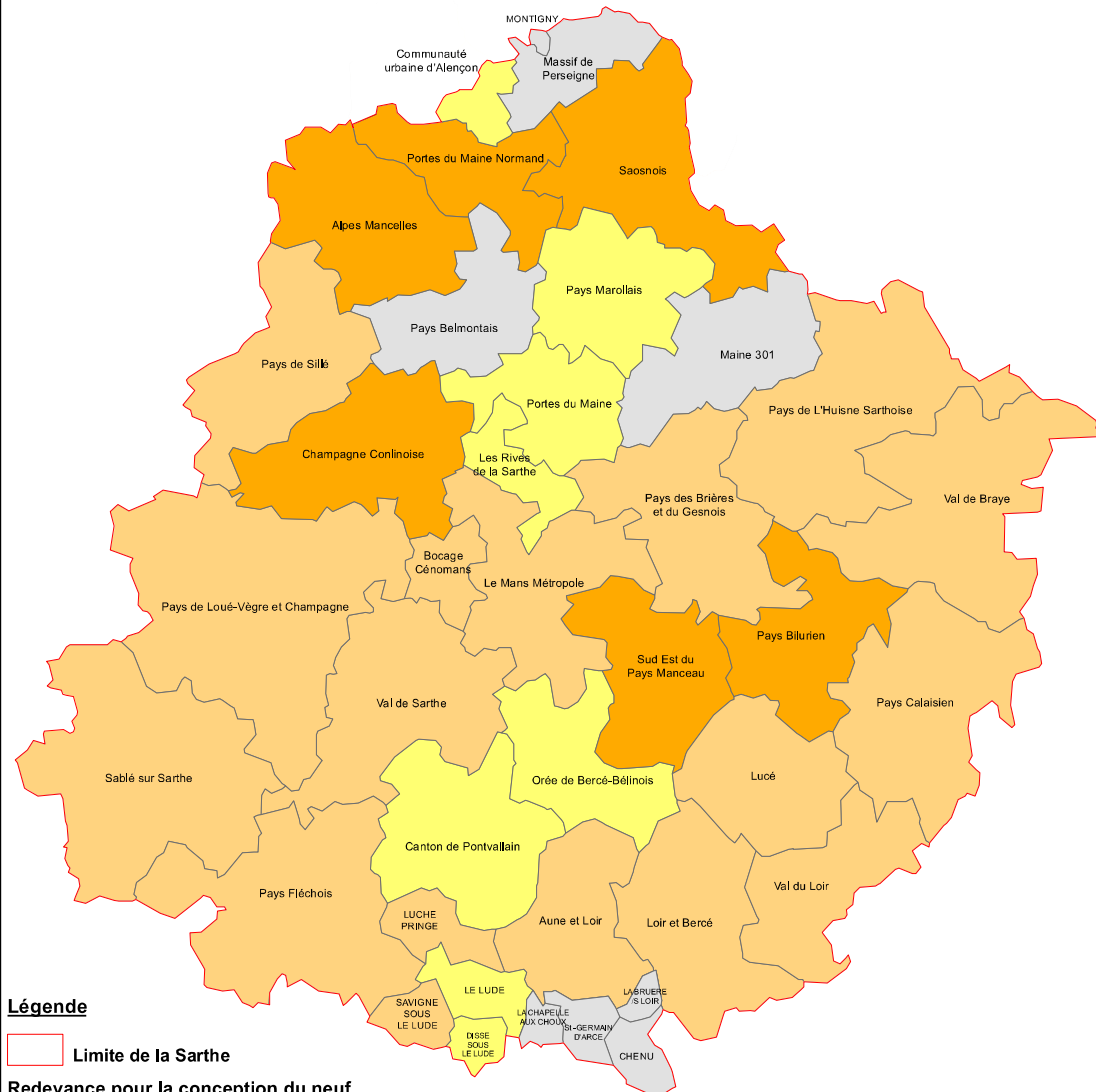 MONTIGNY
Communauté
urbaine d'Alençon
Massif de
Perseigne
Portes du Maine Normand
Saosnois
Alpes Mancelles
Pays Marollais
Pays Belmontais
Maine 301
Pays de Sillé
Portes du Maine
Pays de L'Huisne Sarthoise
Champagne Conlinoise
Les Rives
de la Sarthe
Pays des Brières
et du Gesnois
Val de Braye
Bocage
Cénomans
Le Mans Métropole
Pays de Loué-Vègre et Champagne
Pays Bilurien
Sud Est du
Pays Manceau
Val de Sarthe
Pays Calaisien
Sablé sur Sarthe
Orée de Bercé-Bélinois
Lucé
Canton de Pontvallain
Pays Fléchois
Val du Loir
LUCHE
PRINGE
Aune et Loir
Loir et Bercé
LE LUDE
LA BRUERE
/S LOIR
SAVIGNE
SOUS
LE LUDE
LA CHAPELLE
AUX CHOUX
ST-GERMAIN
D'ARCE
DISSE
SOUS
LE LUDE
CHENU
Légende
Limite de la Sarthe
Redevance pour la conception du neuf